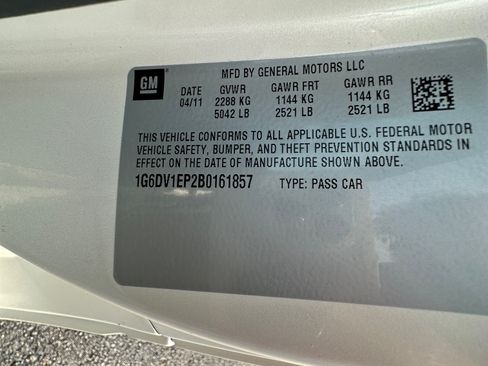 GM
MFD BY GENERAL MOTORS LLC
DATE GVWR GAWR FRT GAWR RR
04/11 2288 KG 1144 KG 1144 KG
5042 LB 2521 LB 2521 LB
THIS VEHICLE CONFORMS TO ALL APPLICABLE U.S. FEDERAL MOTOR
VEHICLE SAFETY, BUMPER, AND THEFT PREVENTION STANDARDS IN
EFFECT ON THE DATE OF MANUFACTURE SHOWN ABOVE.
1G6DV1EP2B0161857 TYPE: PASS CAR